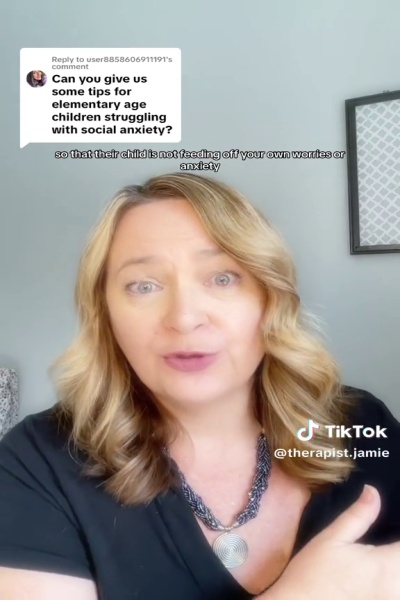 Reply to user8858606911191's
comment
Can you give us
some tips for
elementary age
children struggling
with social anxiety?
so that their child is not feeding off your own worries or
anxiety
TikTok
@therapist.jamie